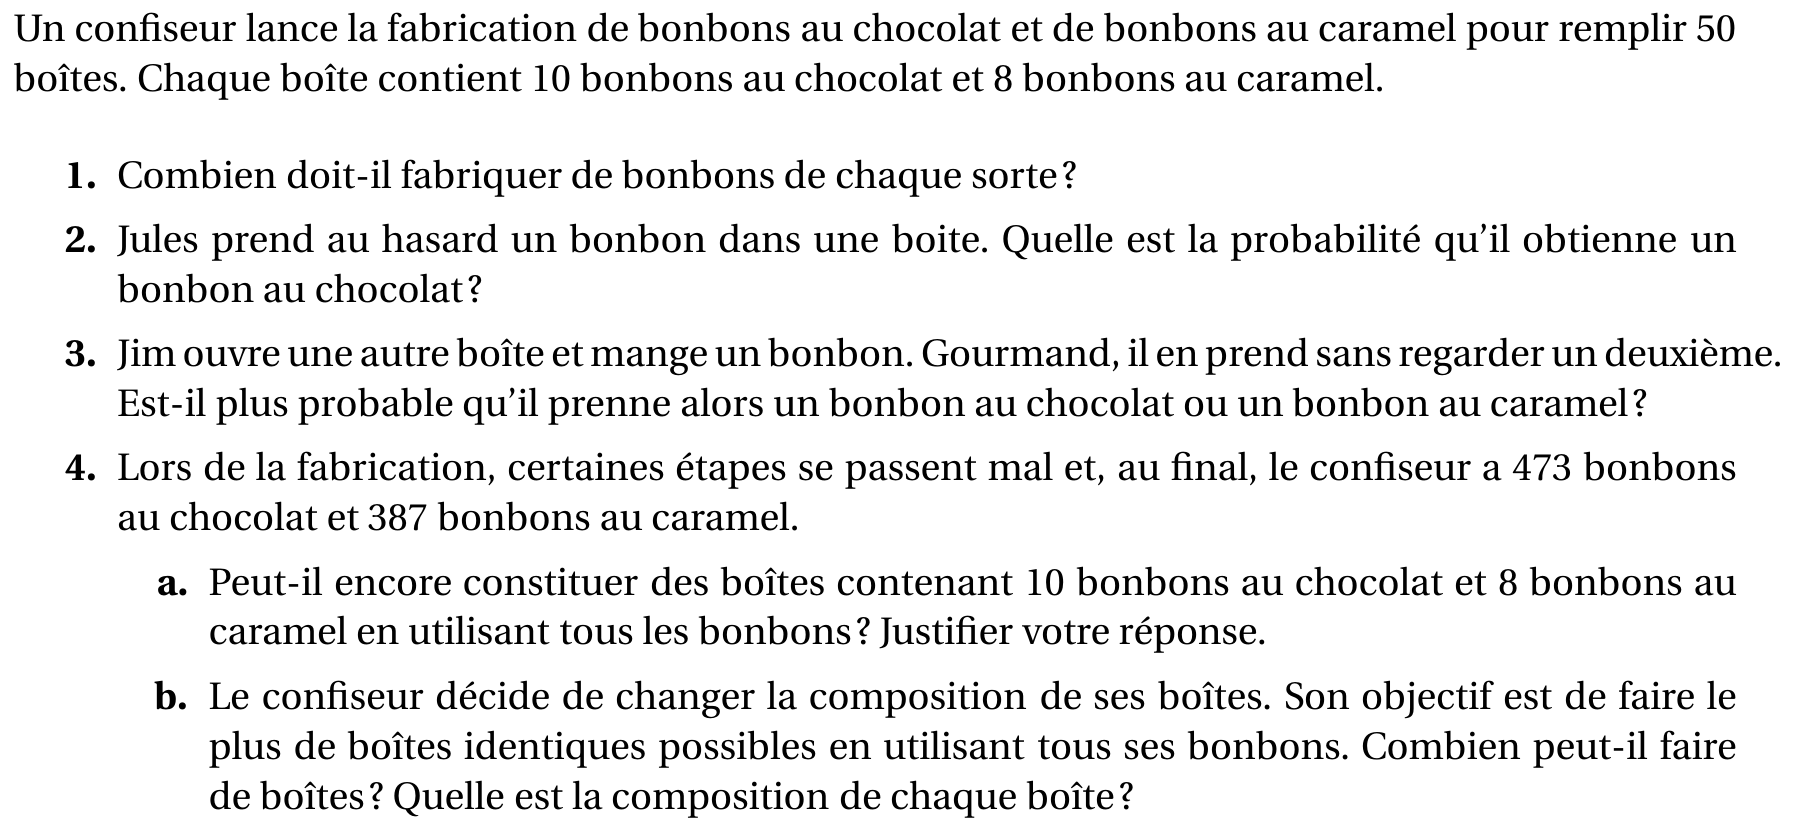 Un confiseur lance la fabrication de bonbons au chocolat et de bonbons au caramel pour remplir 50
boîtes. Chaque boîte contient 10 bonbons au chocolat et 8 bonbons au caramel.
1. Combien doit-il fabriquer de bonbons de chaque sorte ?
2. Jules prend au hasard un bonbon dans une boite. Quelle est la probabilité qu’il obtienne un
bonbon au chocolat ?
3. Jim ouvre une autre boîte et mange un bonbon. Gourmand, il en prend sans regarder un deuxième.
Est-il plus probable qu’il prenne alors un bonbon au chocolat ou un bonbon au caramel ?
4. Lors de la fabrication, certaines étapes se passent mal et, au final, le confiseur a 473 bonbons
au chocolat et 387 bonbons au caramel.
a. Peut-il encore constituer des boîtes contenant 10 bonbons au chocolat et 8 bonbons au
caramel en utilisant tous les bonbons ? Justifier votre réponse.
b. Le confiseur décide de changer la composition de ses boîtes. Son objectif est de faire le
plus de boîtes identiques possibles en utilisant tous ses bonbons. Combien peut-il faire
de boîtes ? Quelle est la composition de chaque boîte ?